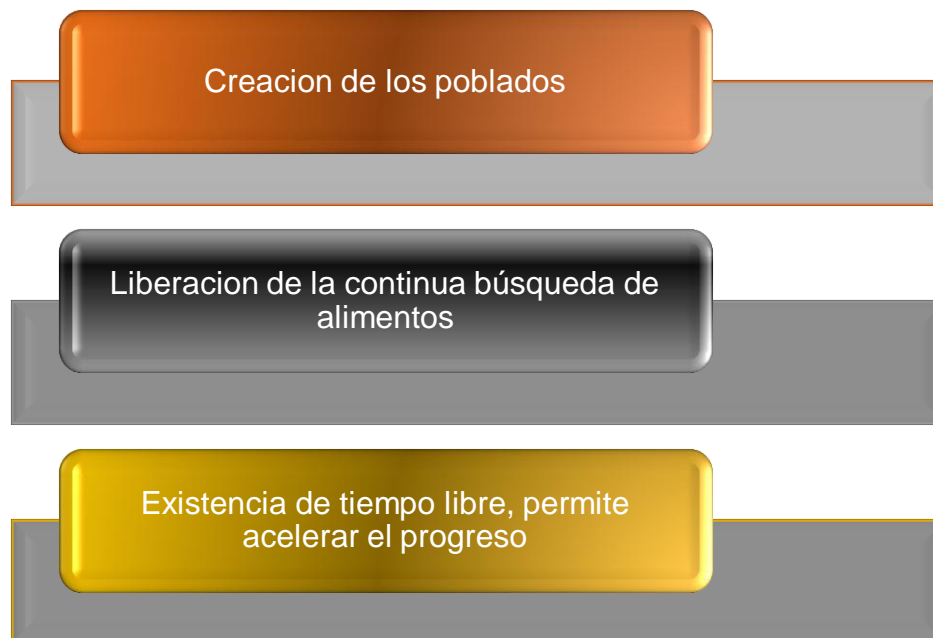 Creacion de los poblados
Liberacion de la continua búsqueda de
alimentos
Existencia de tiempo libre, permite
acelerar el progreso